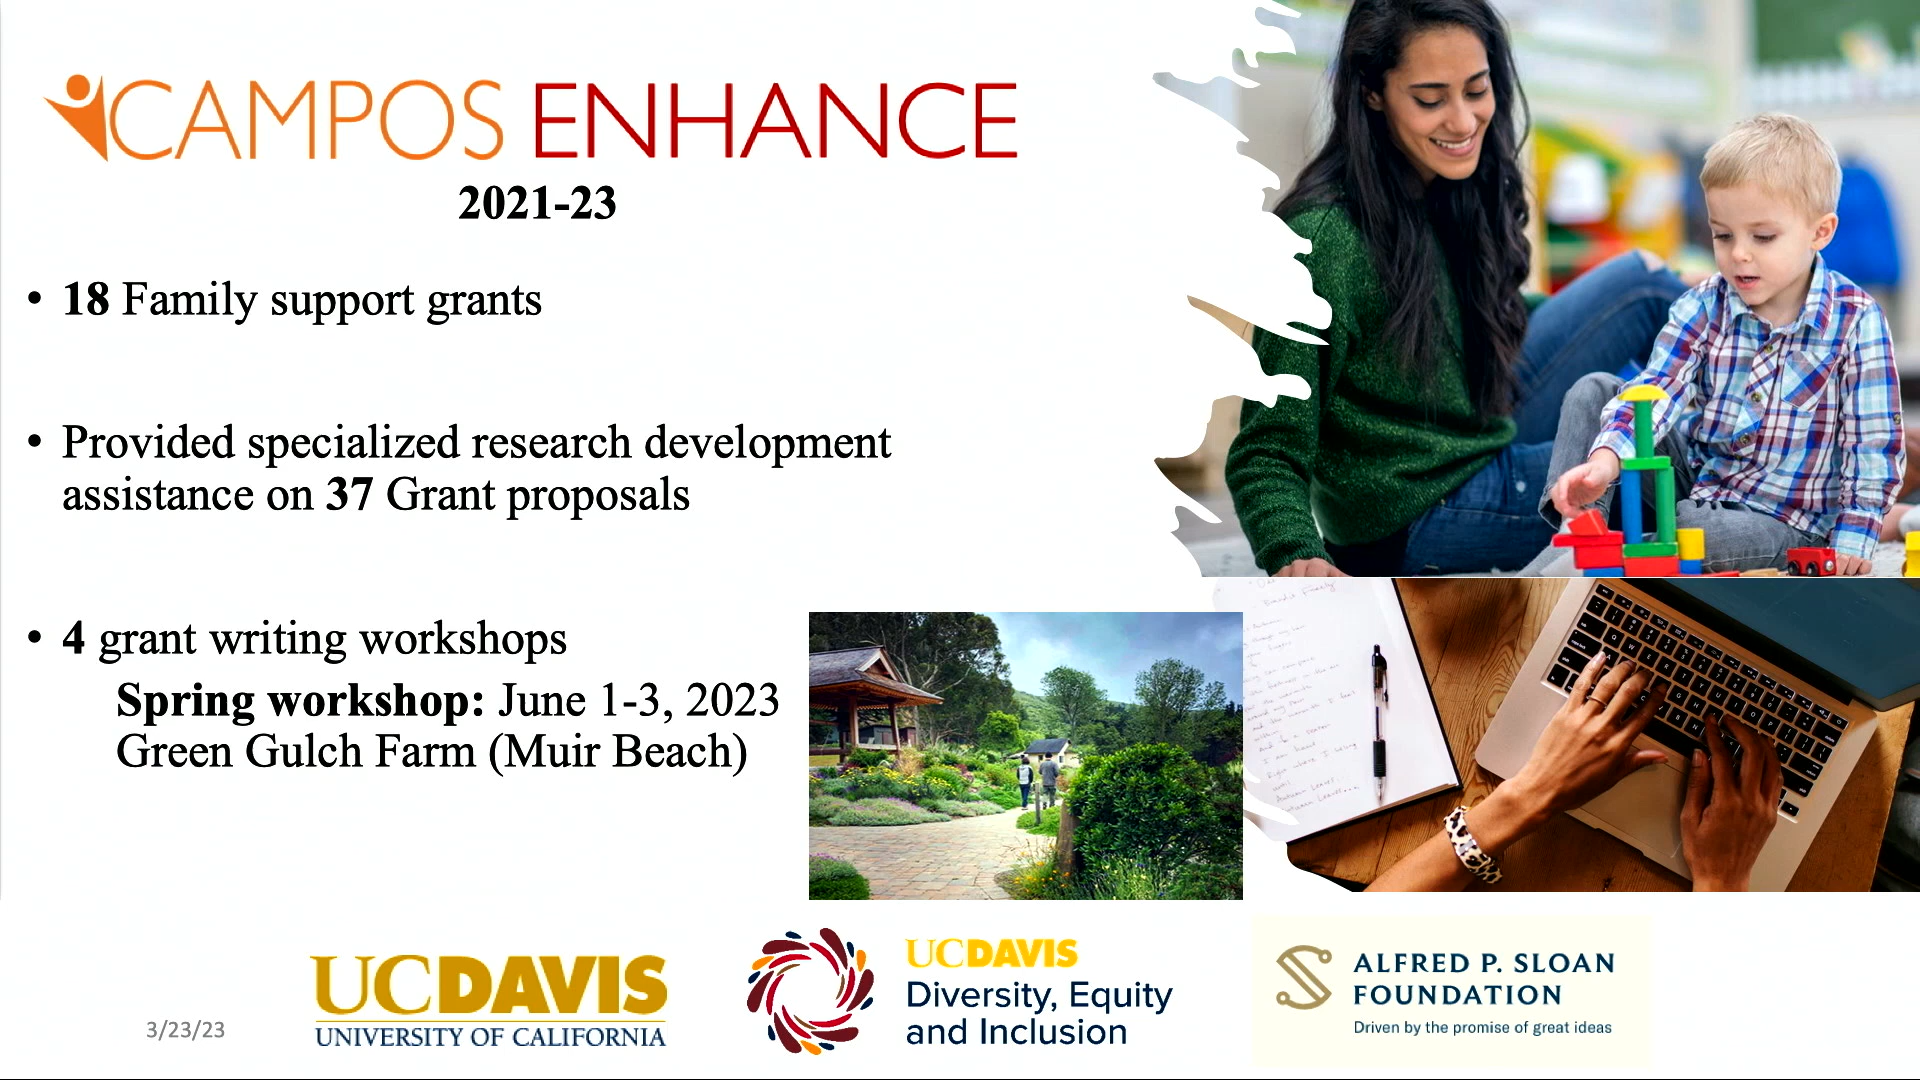 CAMPOS ENHANCE
2021-23
• 18 Family support grants
• Provided specialized research development
assistance on 37 Grant proposals
• 4 grant writing workshops
Spring workshop: June 1-3, 2023
Green Gulch Farm (Muir Beach)
3/23/23
UCDAVIS
UNIVERSITY OF CALIFORNIA
UCDAVIS
Diversity, Equity
and Inclusion
ALFRED P. SLOAN
FOUNDATION
Driven by the promise of great ideas